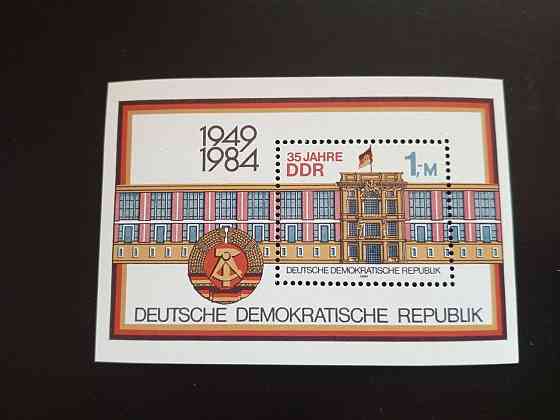 1949
1984
35 JAHRE
DDR
1,-M
DEUTSCHE DEMOKRATISCHE REPUBLIK
DEUTSCHE DEMOKRATISCHE REPUBLIK